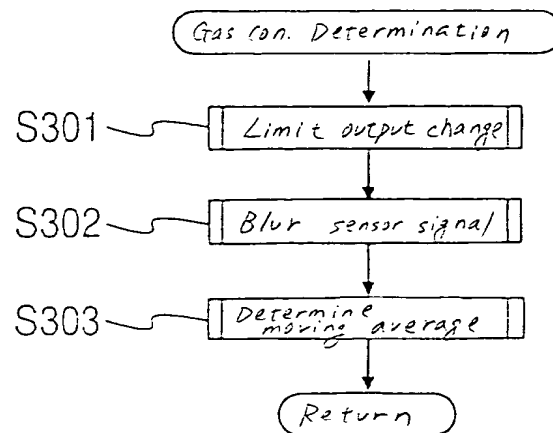 Gas con. Determination
S301
Limit output change
S302
Blur sensor signal
S303
Determine
moving average
Return